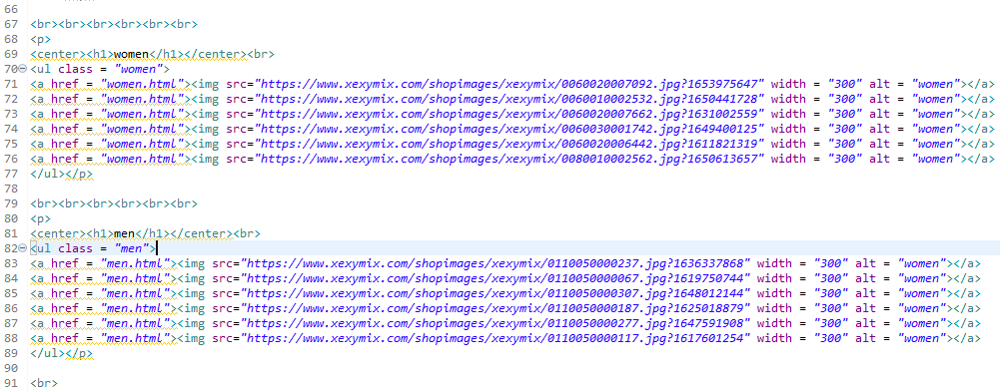 66
67 <br><br><br><br><br><br>
68 <p>
69 <center><h1>women</h1></center><br>
70 <ul class = "women">
71 <a href = "women.html"><img src="https://www.xexymix.com/shopimages/xexymix/0060020007092.jpg?1653975647" width = "300" alt = "women"></a>
72 <a href = "women.html"><img src="https://www.xexymix.com/shopimages/xexymix/0060010002532.jpg?1650441728" width = "300" alt = "women"></a>
73 <a href = "women.html"><img src="https://www.xexymix.com/shopimages/xexymix/0060020007662.jpg?1631002559" width = "300" alt = "women"></a>
74 <a href = "women.html"><img src="https://www.xexymix.com/shopimages/xexymix/0060030001742.jpg?1649400125" width = "300" alt = "women"></a>
75 <a href = "women.html"><img src="https://www.xexymix.com/shopimages/xexymix/0060020006442.jpg?1611821319" width = "300" alt = "women"></a>
76 <a href = "women.html"><img src="https://www.xexymix.com/shopimages/xexymix/0080010002562.jpg?1650613657" width = "300" alt = "women"></a>
77 </ul></p>
78
79 <br><br><br><br><br><br>
80 <p>
81 <center><h1>men</h1></center><br>
82 <ul class = "men">
83 <a href = "men.html"><img src="https://www.xexymix.com/shopimages/xexymix/0110050000237.jpg?1636337868" width = "300" alt = "women"></a>
84 <a href = "men.html"><img src="https://www.xexymix.com/shopimages/xexymix/0110050000067.jpg?1619750744" width = "300" alt = "women"></a>
85 <a href = "men.html"><img src="https://www.xexymix.com/shopimages/xexymix/0110050000307.jpg?1648012144" width = "300" alt = "women"></a>
86 <a href = "men.html"><img src="https://www.xexymix.com/shopimages/xexymix/0110050000187.jpg?1625018879" width = "300" alt = "women"></a>
87 <a href = "men.html"><img src="https://www.xexymix.com/shopimages/xexymix/0110050000277.jpg?1647591908" width = "300" alt = "women"></a>
88 <a href = "men.html"><img src="https://www.xexymix.com/shopimages/xexymix/0110050000117.jpg?1617601254" width = "300" alt = "women"></a>
89 </ul></p>
90
91 <br>